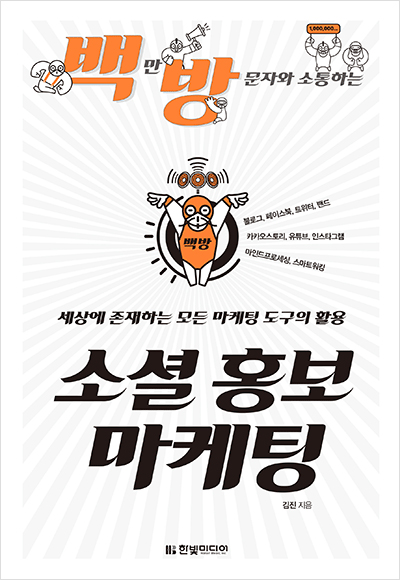 1,000,000...
백만 방문자와 소통하는
블로그, 페이스북, 트위터, 밴드
카카오스토리, 유튜브, 인스타그램
마인드프로세싱, 스마트워킹
백방
세상에 존재하는 모든 마케팅 도구의 활용
소셜 홍보
마케팅
김진 지음
한빛미디어